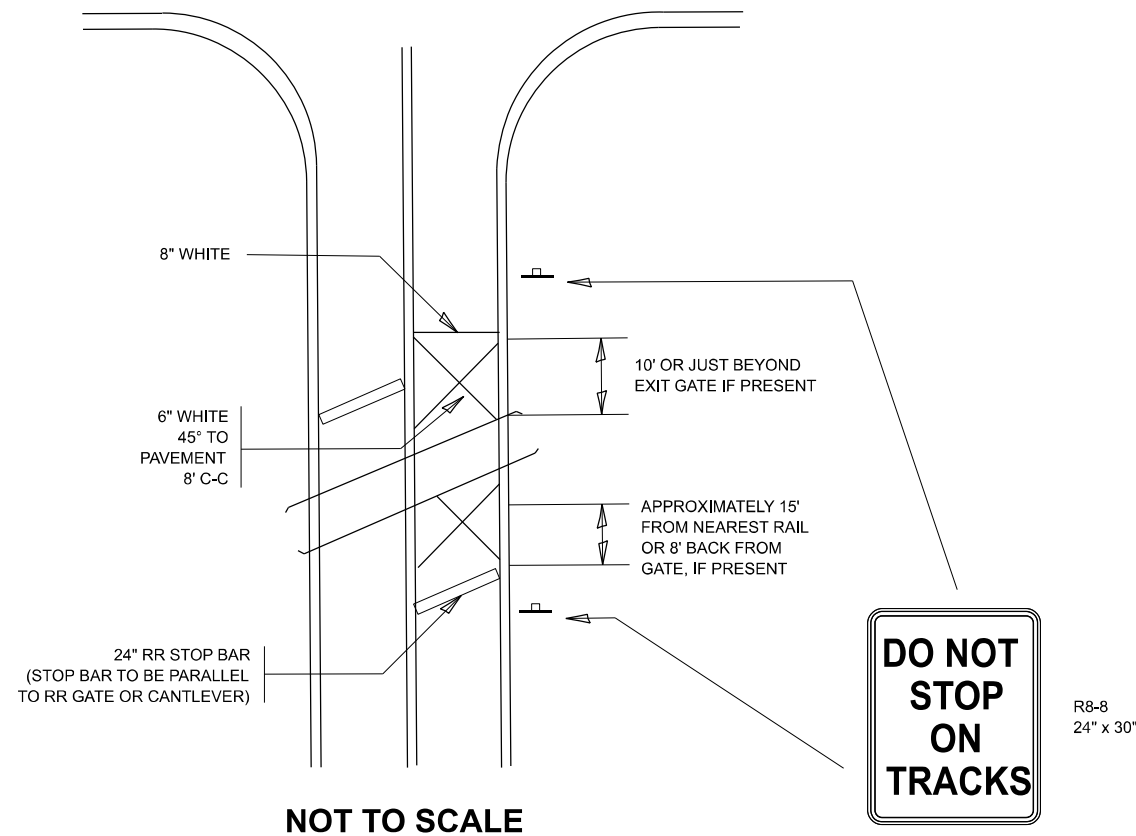 8" WHITE
10' OR JUST BEYOND
EXIT GATE IF PRESENT
6" WHITE
45° TO
PAVEMENT
8' C-C
APPROXIMATELY 15'
FROM NEAREST RAIL
OR 8' BACK FROM
GATE, IF PRESENT
24" RR STOP BAR
(STOP BAR TO BE PARALLEL
TO RR GATE OR CANTLEVER)
DO NOT
STOP
ON
TRACKS
R8-8
24" x 30"
NOT TO SCALE